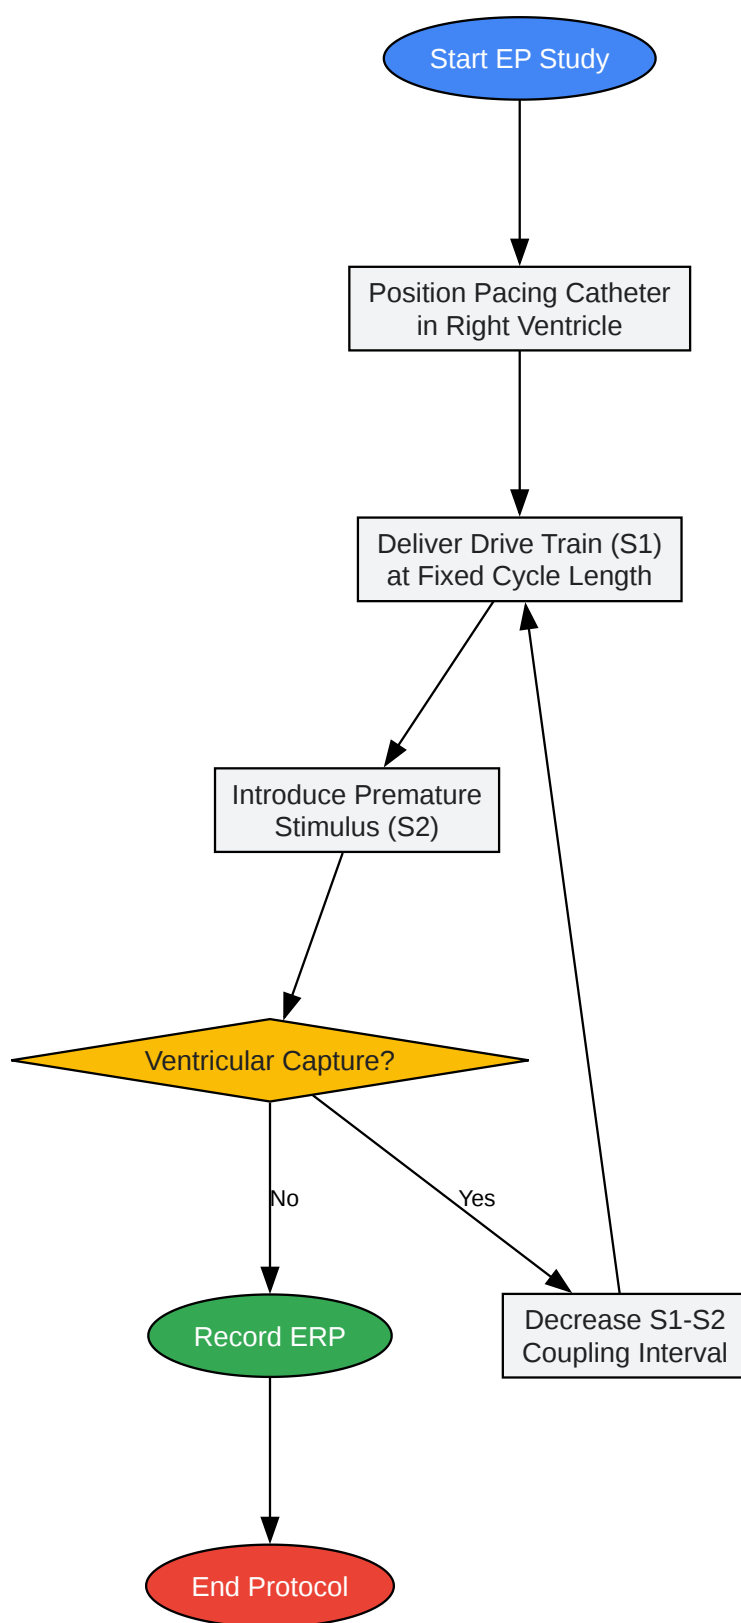 Start EP Study
Position Pacing Catheter
in Right Ventricle
Deliver Drive Train (S1)
at Fixed Cycle Length
Introduce Premature
Stimulus (S2)
Ventricular Capture?
No
Yes
Record ERP
Decrease S1-S2
Coupling Interval
End Protocol